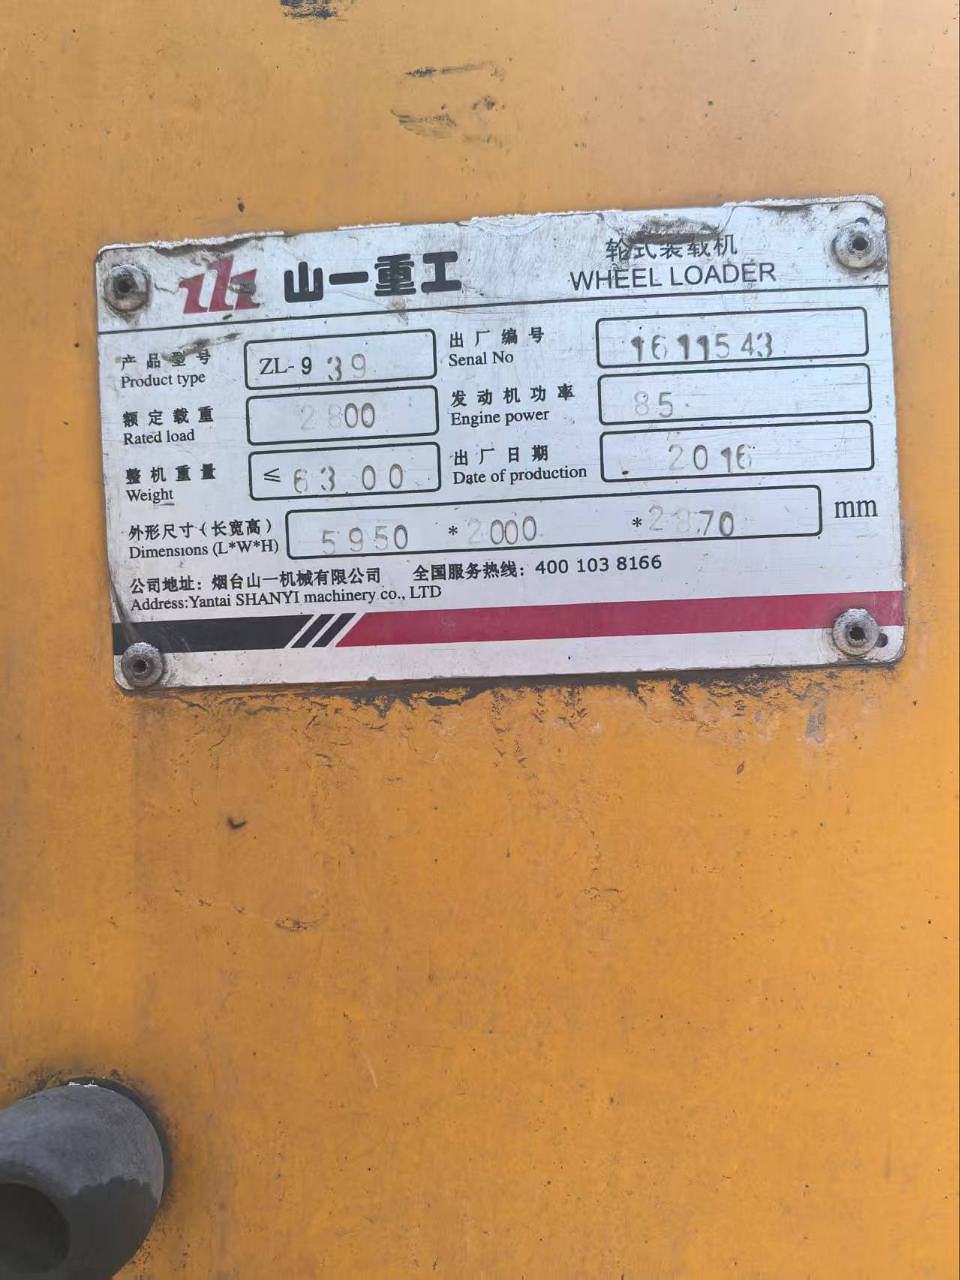 山一重工
轮式装载机
WHEEL LOADER
产品型号 ZL-939 出厂编号 1611543
Product type Serial No
额定载重 2800 发动机功率 85
Rated load Engine power
整机重量 ≤ 6300 出厂日期 2016
Weight Date of production
外形尺寸（长宽高） 5950 *2000 *2870 mm
Dimensions (L*W*H)
公司地址：烟台山一机械有限公司 全国服务热线：400 103 8166
Address:Yantai SHANYI machinery co., LTD